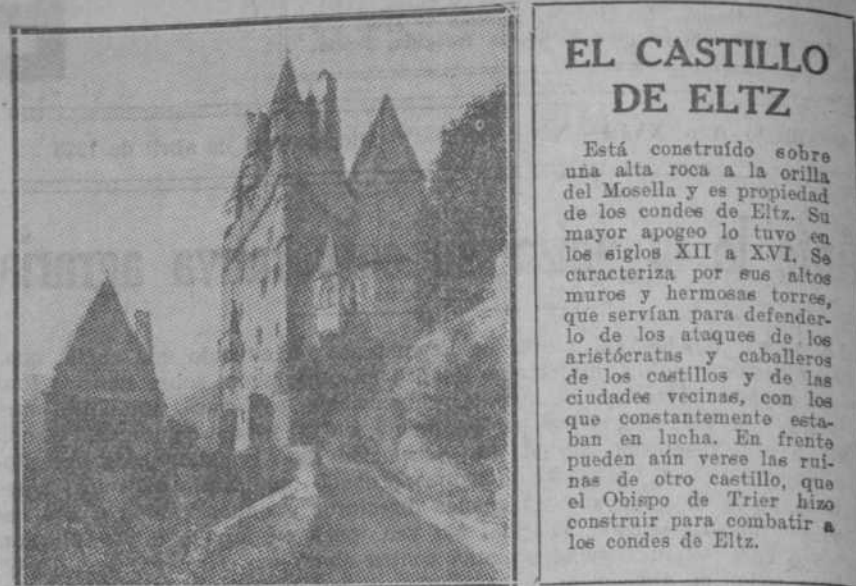 EL CASTILLO
DE ELTZ
Está construído sobre
una alta roca a la orilla
del Mosella y es propiedad
de los condes de Eltz. Su
mayor apogeo lo tuvo en
los siglos XII a XVI. Se
caracteriza por sus altos
muros y hermosas torres,
que servían para defender-
lo de los ataques de los
aristócratas y caballeros
de los castillos y de las
ciudades vecinas, con los
que constantemente esta-
ban en lucha. En frente
pueden aún verse las rui-
nas de otro castillo, que
el Obispo de Trier hizo
construir para combatir a
los condes de Eltz.